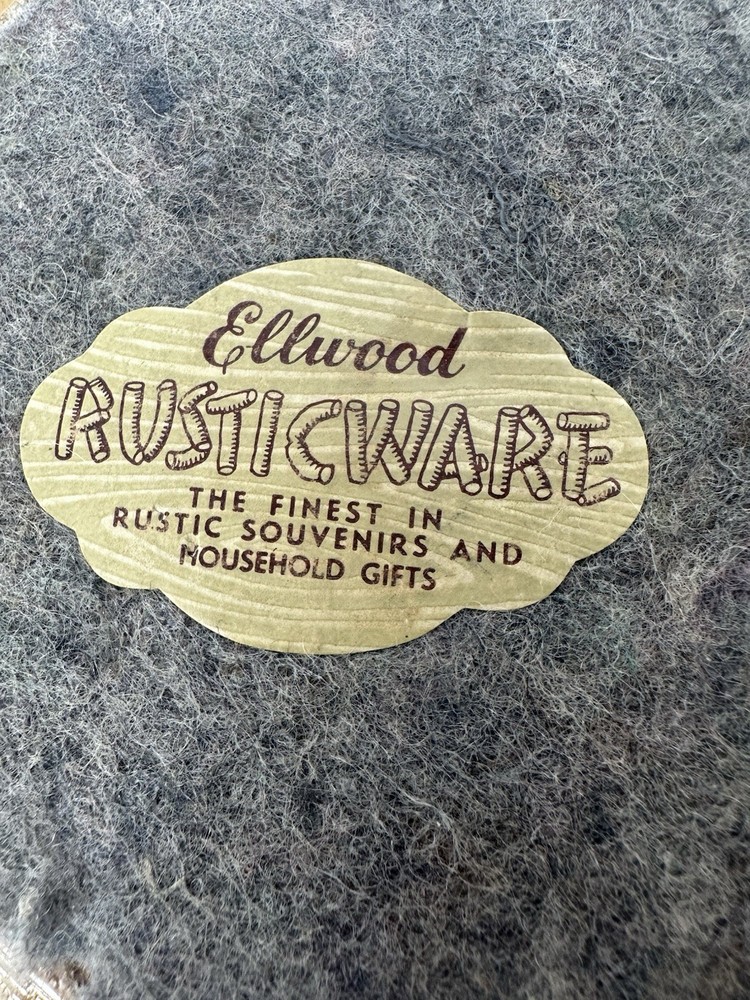 Ellwood
RUSTICWARE
THE FINEST IN
RUSTIC SOUVENIRS AND
HOUSEHOLD GIFTS